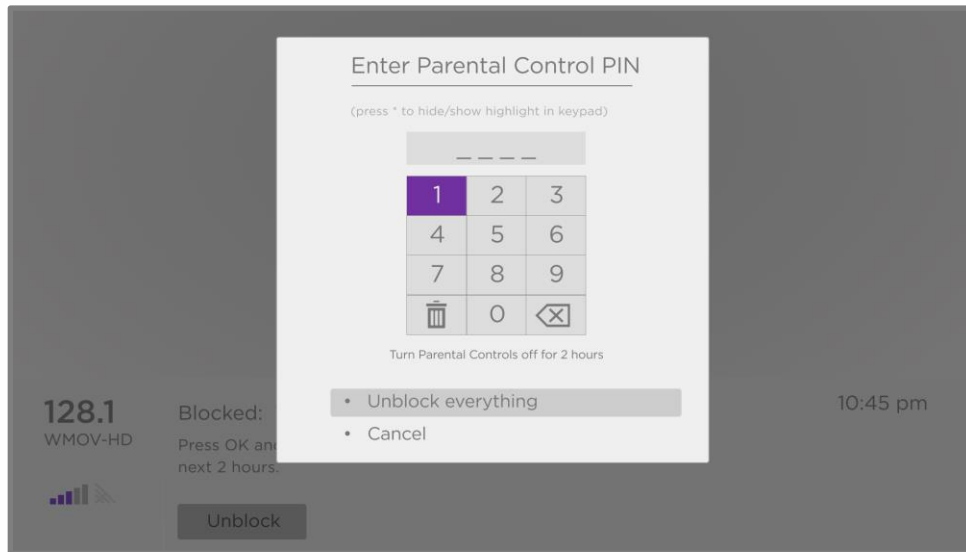 Enter Parental Control PIN
(press * to hide/show highlight in keypad)
_ _ _ _
1 2 3
4 5 6
7 8 9
0
Turn Parental Controls off for 2 hours
• Unblock everything
• Cancel
128.1
WMOV-HD
Blocked:
Press OK and
next 2 hours.
Unblock
10:45 pm